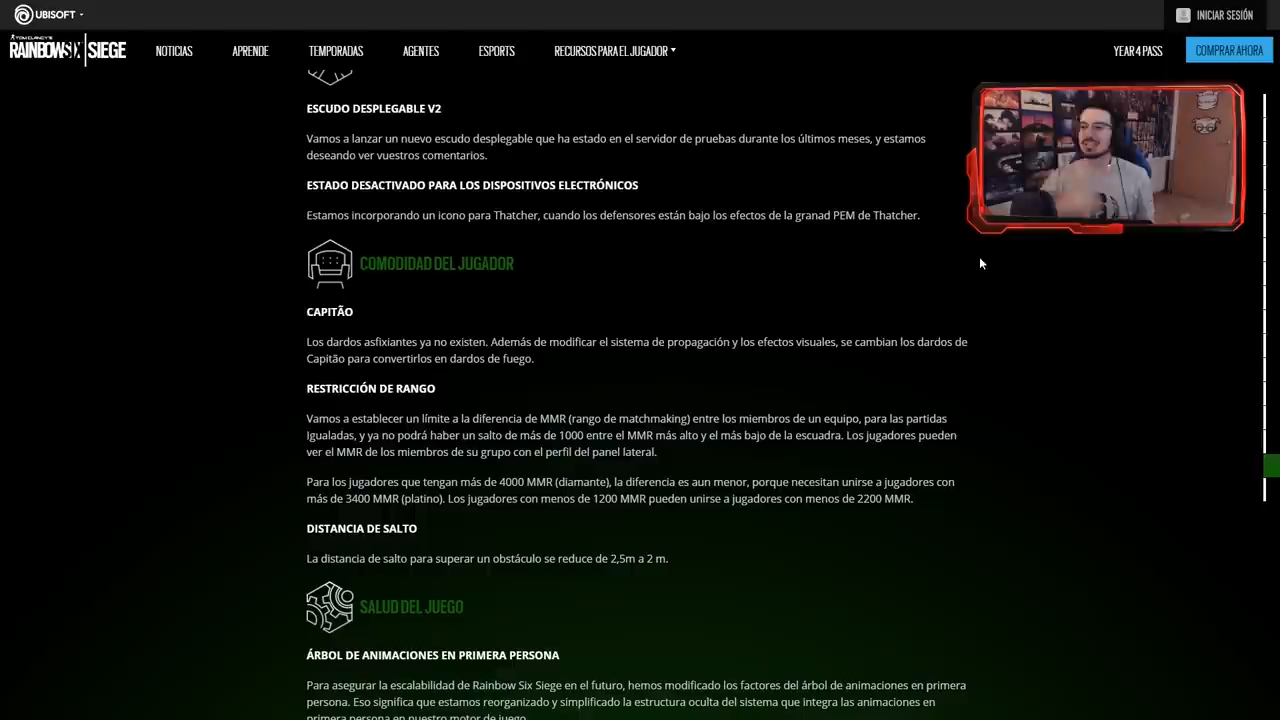 UBISOFT
INICIAR SESIÓN
TOM CLANCY'S
RAINBOW SIX | SIEGE
NOTICIAS
APRENDE
TEMPORADAS
AGENTES
ESPORTS
RECURSOS PARA EL JUGADOR
YEAR 4 PASS
COMPRAR AHORA
ESCUDO DESPLEGABLE V2
Vamos a lanzar un nuevo escudo desplegable que ha estado en el servidor de pruebas durante los últimos meses, y estamos
deseando ver vuestros comentarios.
ESTADO DESACTIVADO PARA LOS DISPOSITIVOS ELECTRÓNICOS
Estamos incorporando un icono para Thatcher, cuando los defensores están bajo los efectos de la granad PEM de Thatcher.
COMODIDAD DEL JUGADOR
CAPITÃO
Los dardos asfixiantes ya no existen. Además de modificar el sistema de propagación y los efectos visuales, se cambian los dardos de
Capitão para convertirlos en dardos de fuego.
RESTRICCIÓN DE RANGO
Vamos a establecer un límite a la diferencia de MMR (rango de matchmaking) entre los miembros de un equipo, para las partidas
Igualadas, y ya no podrá haber un salto de más de 1000 entre el MMR más alto y el más bajo de la escuadra. Los jugadores pueden
ver el MMR de los miembros de su grupo con el perfil del panel lateral.
Para los jugadores que tengan más de 4000 MMR (diamante), la diferencia es aun menor, porque necesitan unirse a jugadores con
más de 3400 MMR (platino). Los jugadores con menos de 1200 MMR pueden unirse a jugadores con menos de 2200 MMR.
DISTANCIA DE SALTO
La distancia de salto para superar un obstáculo se reduce de 2,5m a 2 m.
SALUD DEL JUEGO
ÁRBOL DE ANIMACIONES EN PRIMERA PERSONA
Para asegurar la escalabilidad de Rainbow Six Siege en el futuro, hemos modificado los factores del árbol de animaciones en primera
persona. Eso significa que estamos reorganizado y simplificado la estructura oculta del sistema que integra las animaciones en
primera persona en nuestro motor de juego.